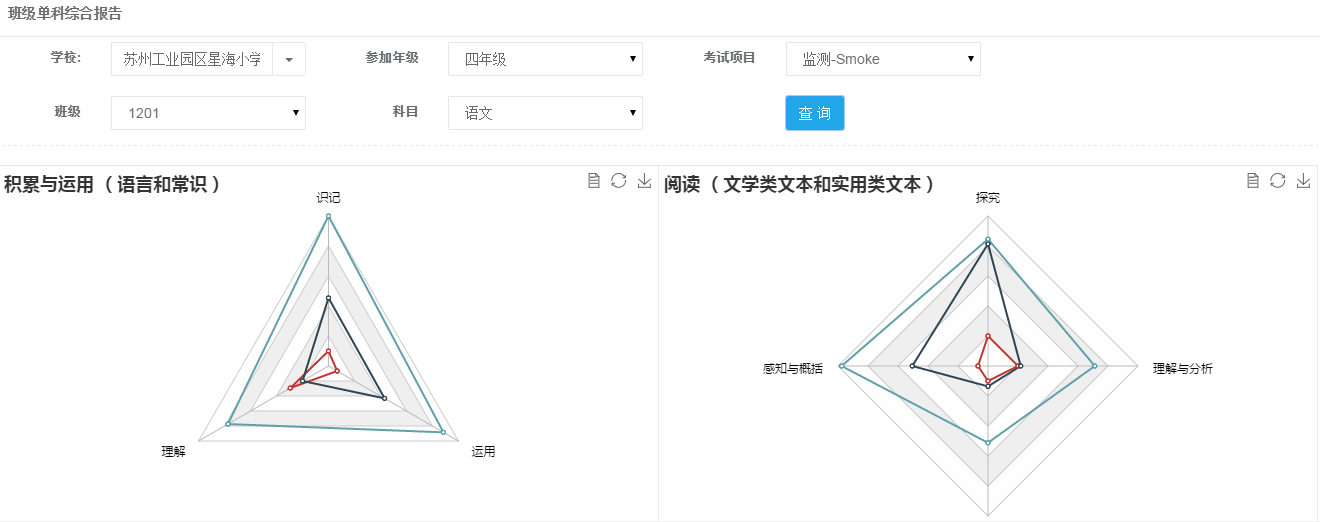 班级单科综合报告
学校: 苏州工业园区星海小学 参加年级 四年级 考试项目 监测-Smoke
班级 1201 科目 语文 查 询
积累与运用 （ 语言和常识 ）
识记
理解
运用
阅读 （ 文学类文本和实用类文本 ）
探究
感知与概括
理解与分析